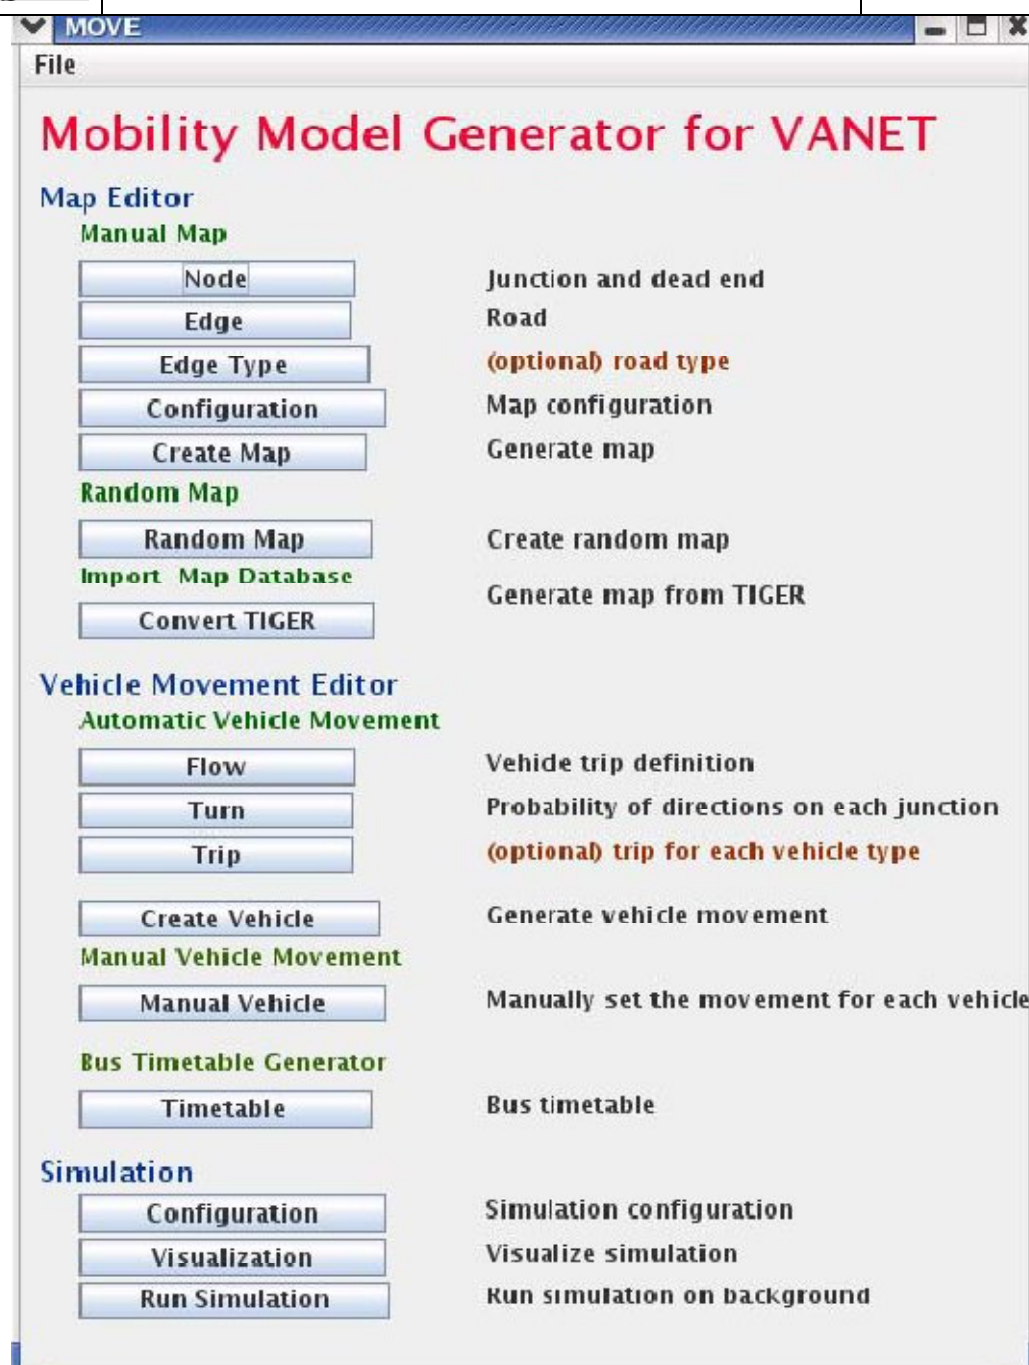 MOVE
File
Mobility Model Generator for VANET
Map Editor
Manual Map
Node Junction and dead end
Edge Road
Edge Type (optional) road type
Configuration Map configuration
Create Map Generate map
Random Map
Random Map Create random map
Import Map Database
Generate map from TIGER
Convert TIGER
Vehicle Movement Editor
Automatic Vehicle Movement
Flow Vehicle trip definition
Turn Probability of directions on each junction
Trip (optional) trip for each vehicle type
Create Vehicle Generate vehicle movement
Manual Vehicle Movement
Manual Vehicle Manually set the movement for each vehicle
Bus Timetable Generator
Timetable Bus timetable
Simulation
Configuration Simulation configuration
Visualization Visualize simulation
Run Simulation Run simulation on background